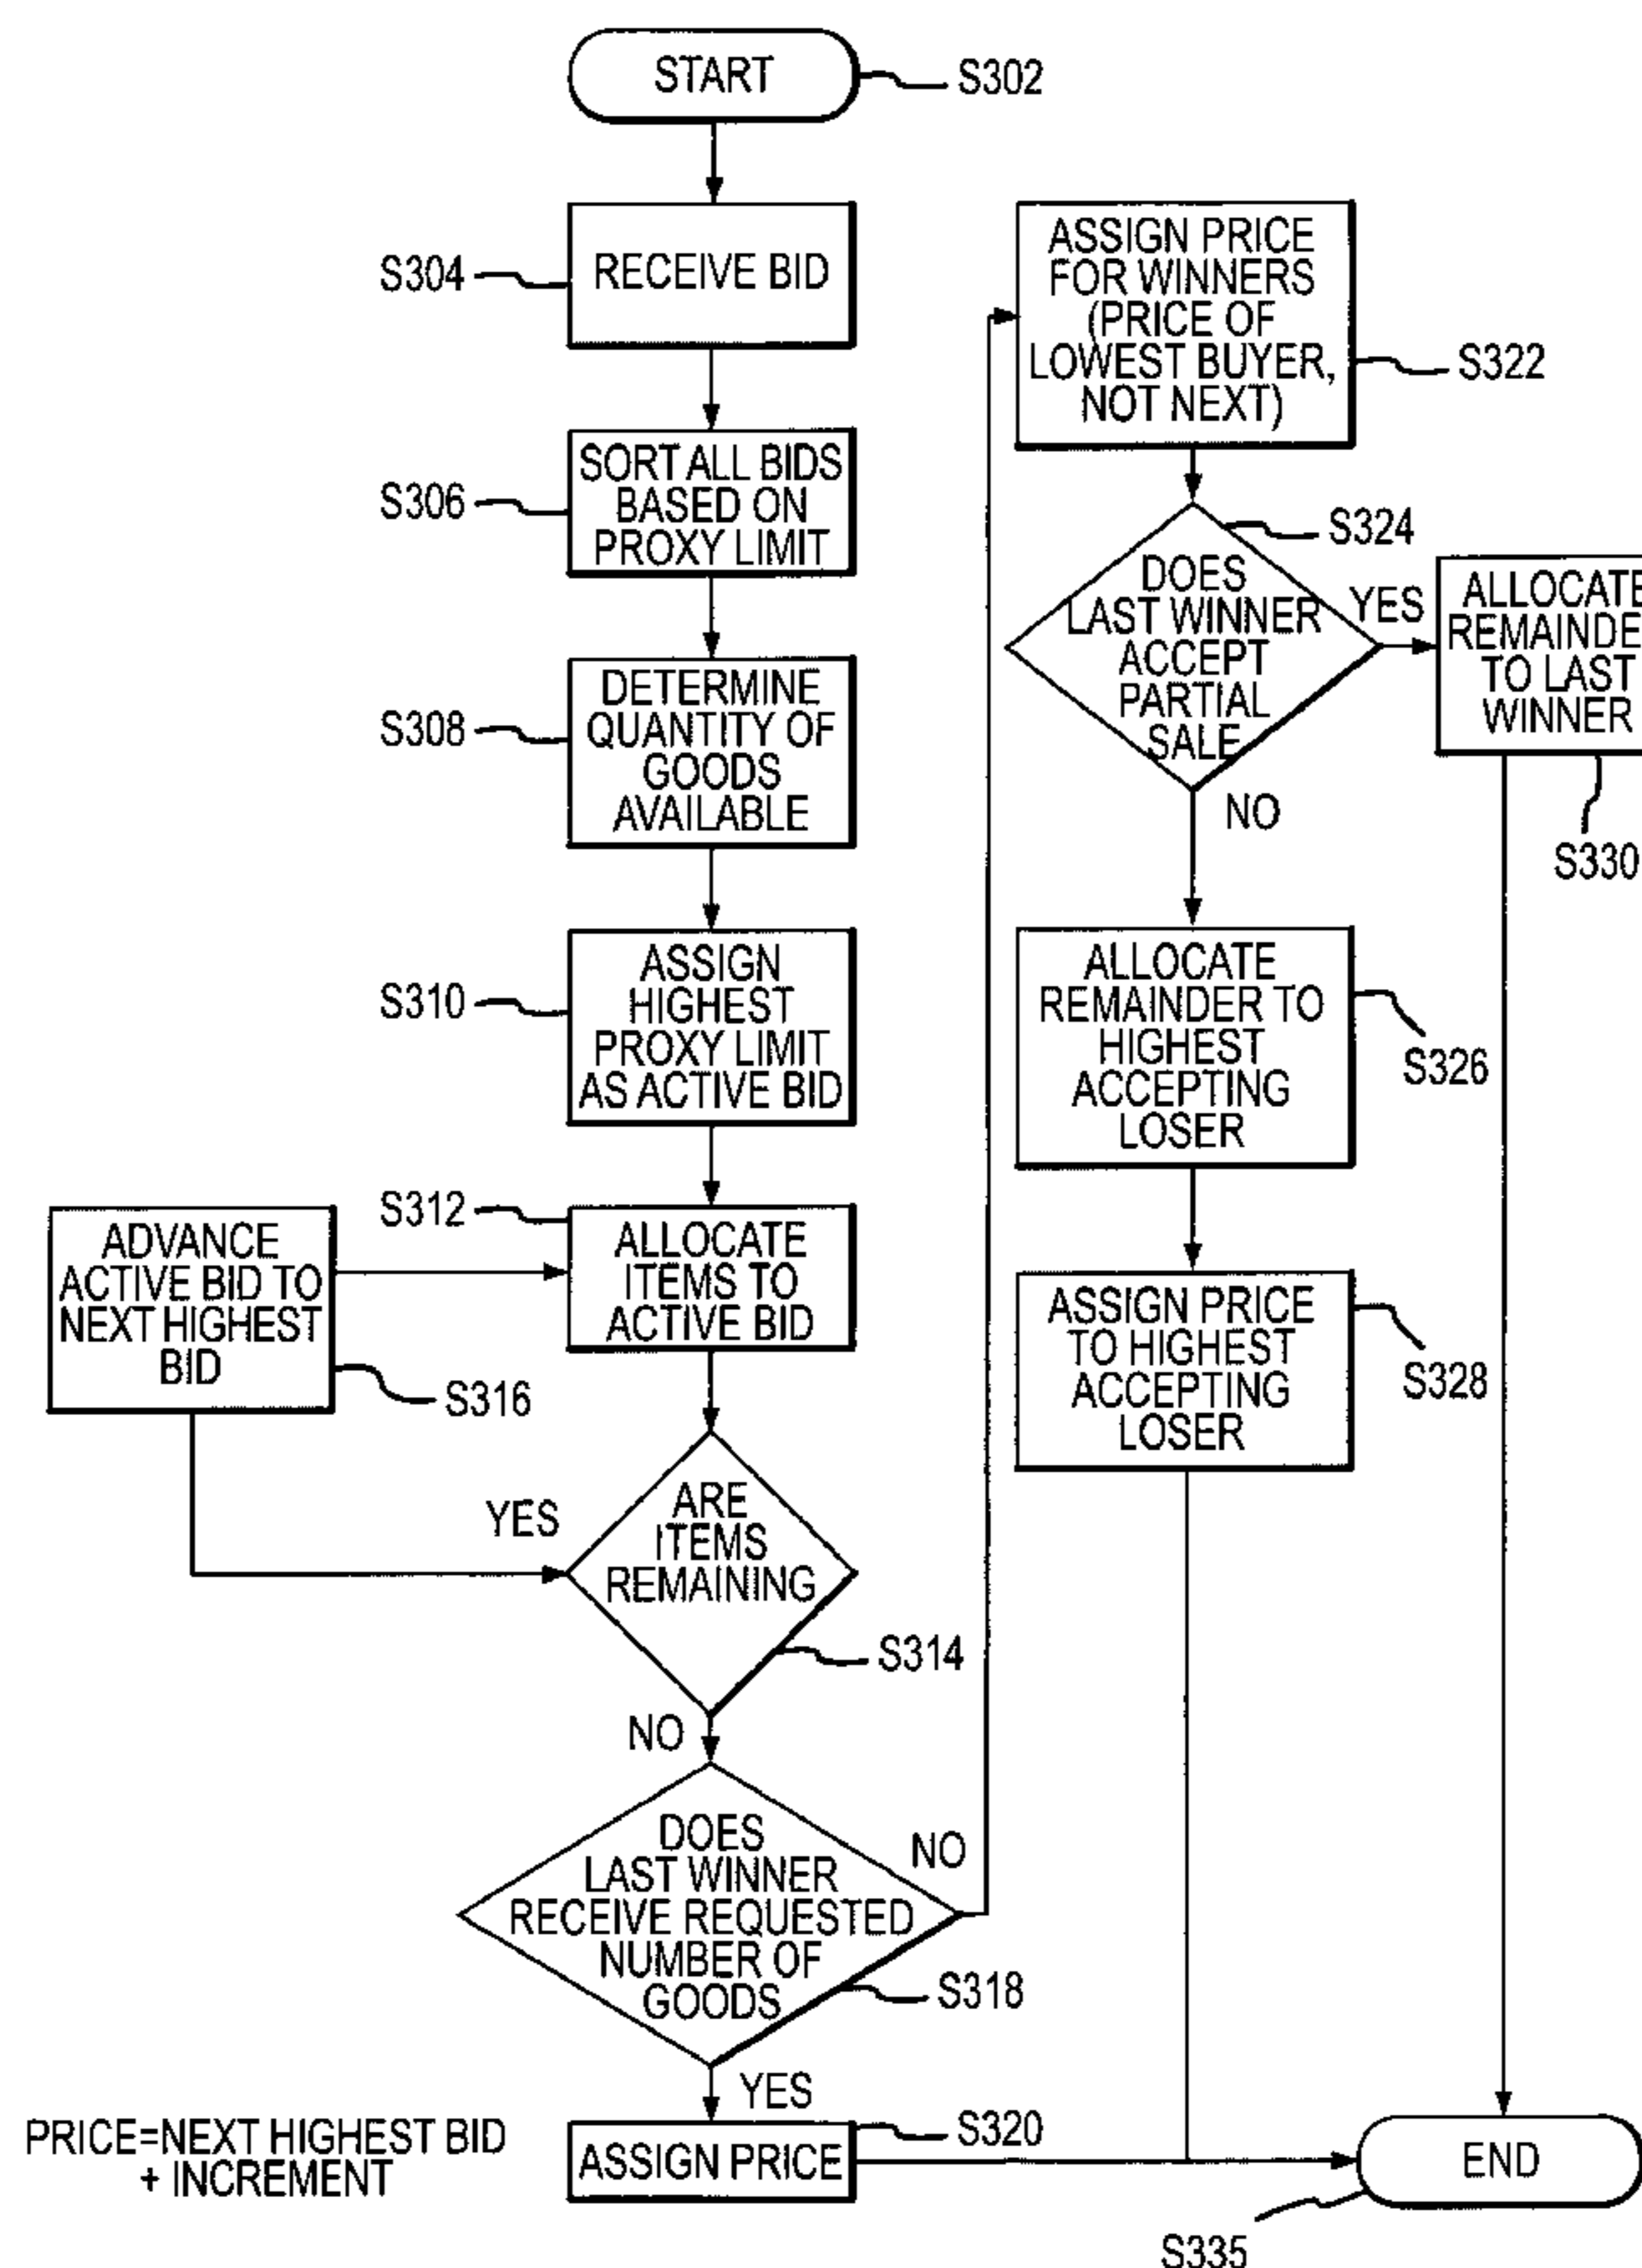 START
S302
RECEIVE BID
S304
SORT ALL BIDS
BASED ON
PROXY LIMIT
S306
DETERMINE
QUANTITY OF
GOODS
AVAILABLE
S308
ASSIGN
HIGHEST
PROXY LIMIT
AS ACTIVE BID
S310
S312
ALLOCATE
ITEMS TO
ACTIVE BID
ADVANCE
ACTIVE BID TO
NEXT HIGHEST
BID
S316
YES
ARE
ITEMS
REMAINING
S314
NO
DOES
LAST WINNER
RECEIVE REQUESTED
NUMBER OF
GOODS
NO
S318
YES
PRICE=NEXT HIGHEST BID
+ INCREMENT
ASSIGN PRICE
S320
ASSIGN PRICE
FOR WINNERS
(PRICE OF
LOWEST BUYER,
NOT NEXT)
S322
S324
DOES
LAST WINNER
ACCEPT
PARTIAL
SALE
YES
NO
ALLOCATE
REMAINDE
TO LAST
WINNER
S330
ALLOCATE
REMAINDER TO
HIGHEST
ACCEPTING
LOSER
S326
ASSIGN PRICE
TO HIGHEST
ACCEPTING
LOSER
S328
END
S335